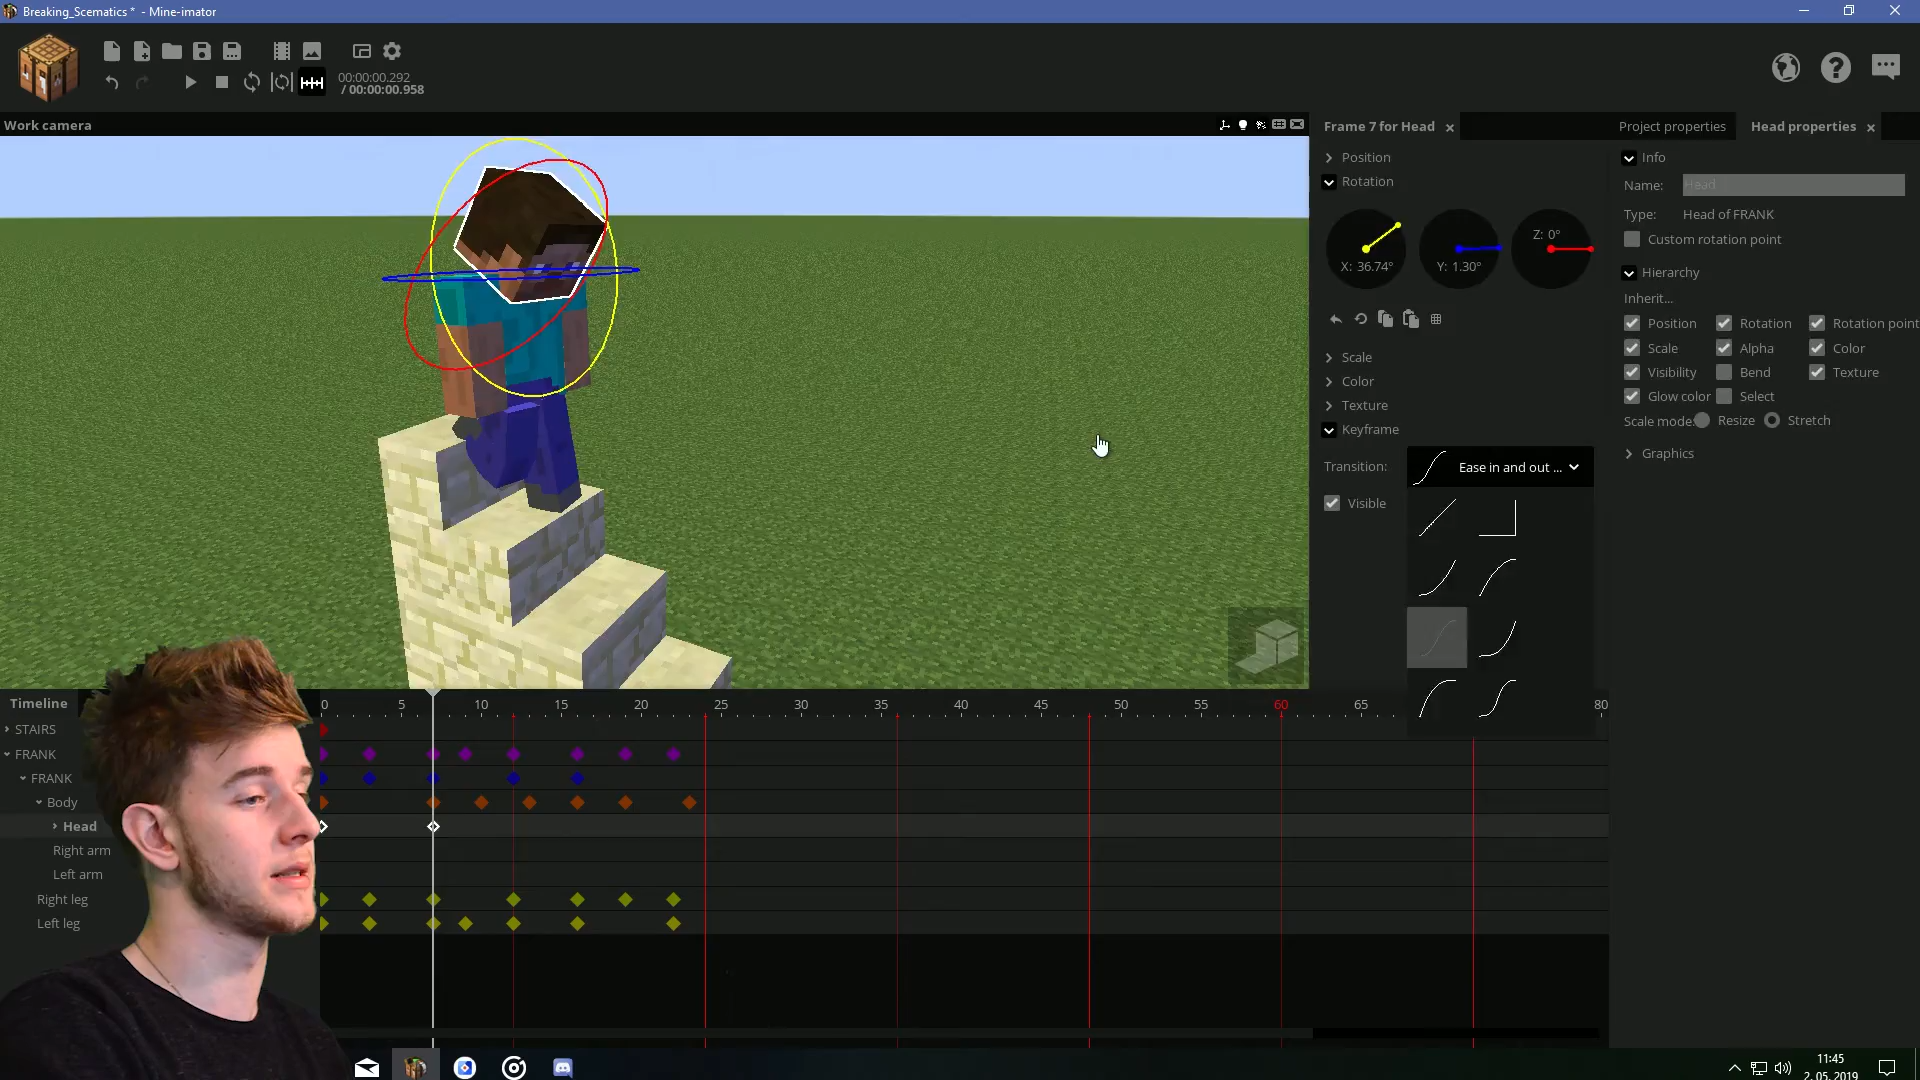 Breaking_Scematics * - Mine-imator
00:00:00.292
/ 00:00:00.958
Work camera
Frame 7 for Head
Project properties
Head properties
Position
Rotation
X: 36.74°
Y: 1.30°
Z: 0°
Scale
Color
Texture
Keyframe
Transition:
Ease in and out ...
Visible
Info
Name:
Head
Type:
Head of FRANK
Custom rotation point
Hierarchy
Inherit...
Position
Rotation
Rotation point
Scale
Alpha
Color
Visibility
Bend
Texture
Glow color
Select
Scale mode:
Resize
Stretch
Graphics
Timeline
0 5 10 15 20 25 30 35 40 45 50 55 60 65 80
STAIRS
FRANK
FRANK
Body
Head
Right arm
Left arm
Right leg
Left leg
11:45
2. 05. 2019